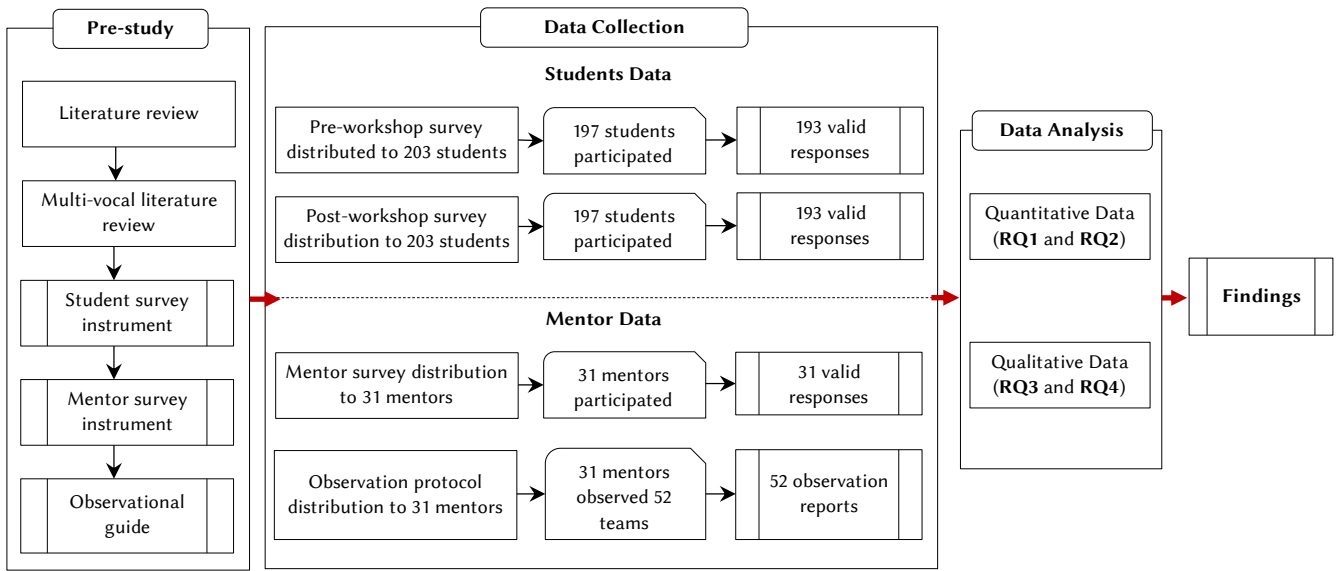 Pre-study
Literature review
Multi-vocal literature
review
Student survey
instrument
Mentor survey
instrument
Observational
guide
Data Collection
Students Data
Pre-workshop survey
distributed to 203 students
197 students
participated
193 valid
responses
Post-workshop survey
distribution to 203 students
197 students
participated
193 valid
responses
Mentor Data
Mentor survey distribution
to 31 mentors
31 mentors
participated
31 valid
responses
Observation protocol
distribution to 31 mentors
31 mentors
observed 52
teams
52 observation
reports
Data Analysis
Quantitative Data
(RQ1 and RQ2)
Qualitative Data
(RQ3 and RQ4)
Findings